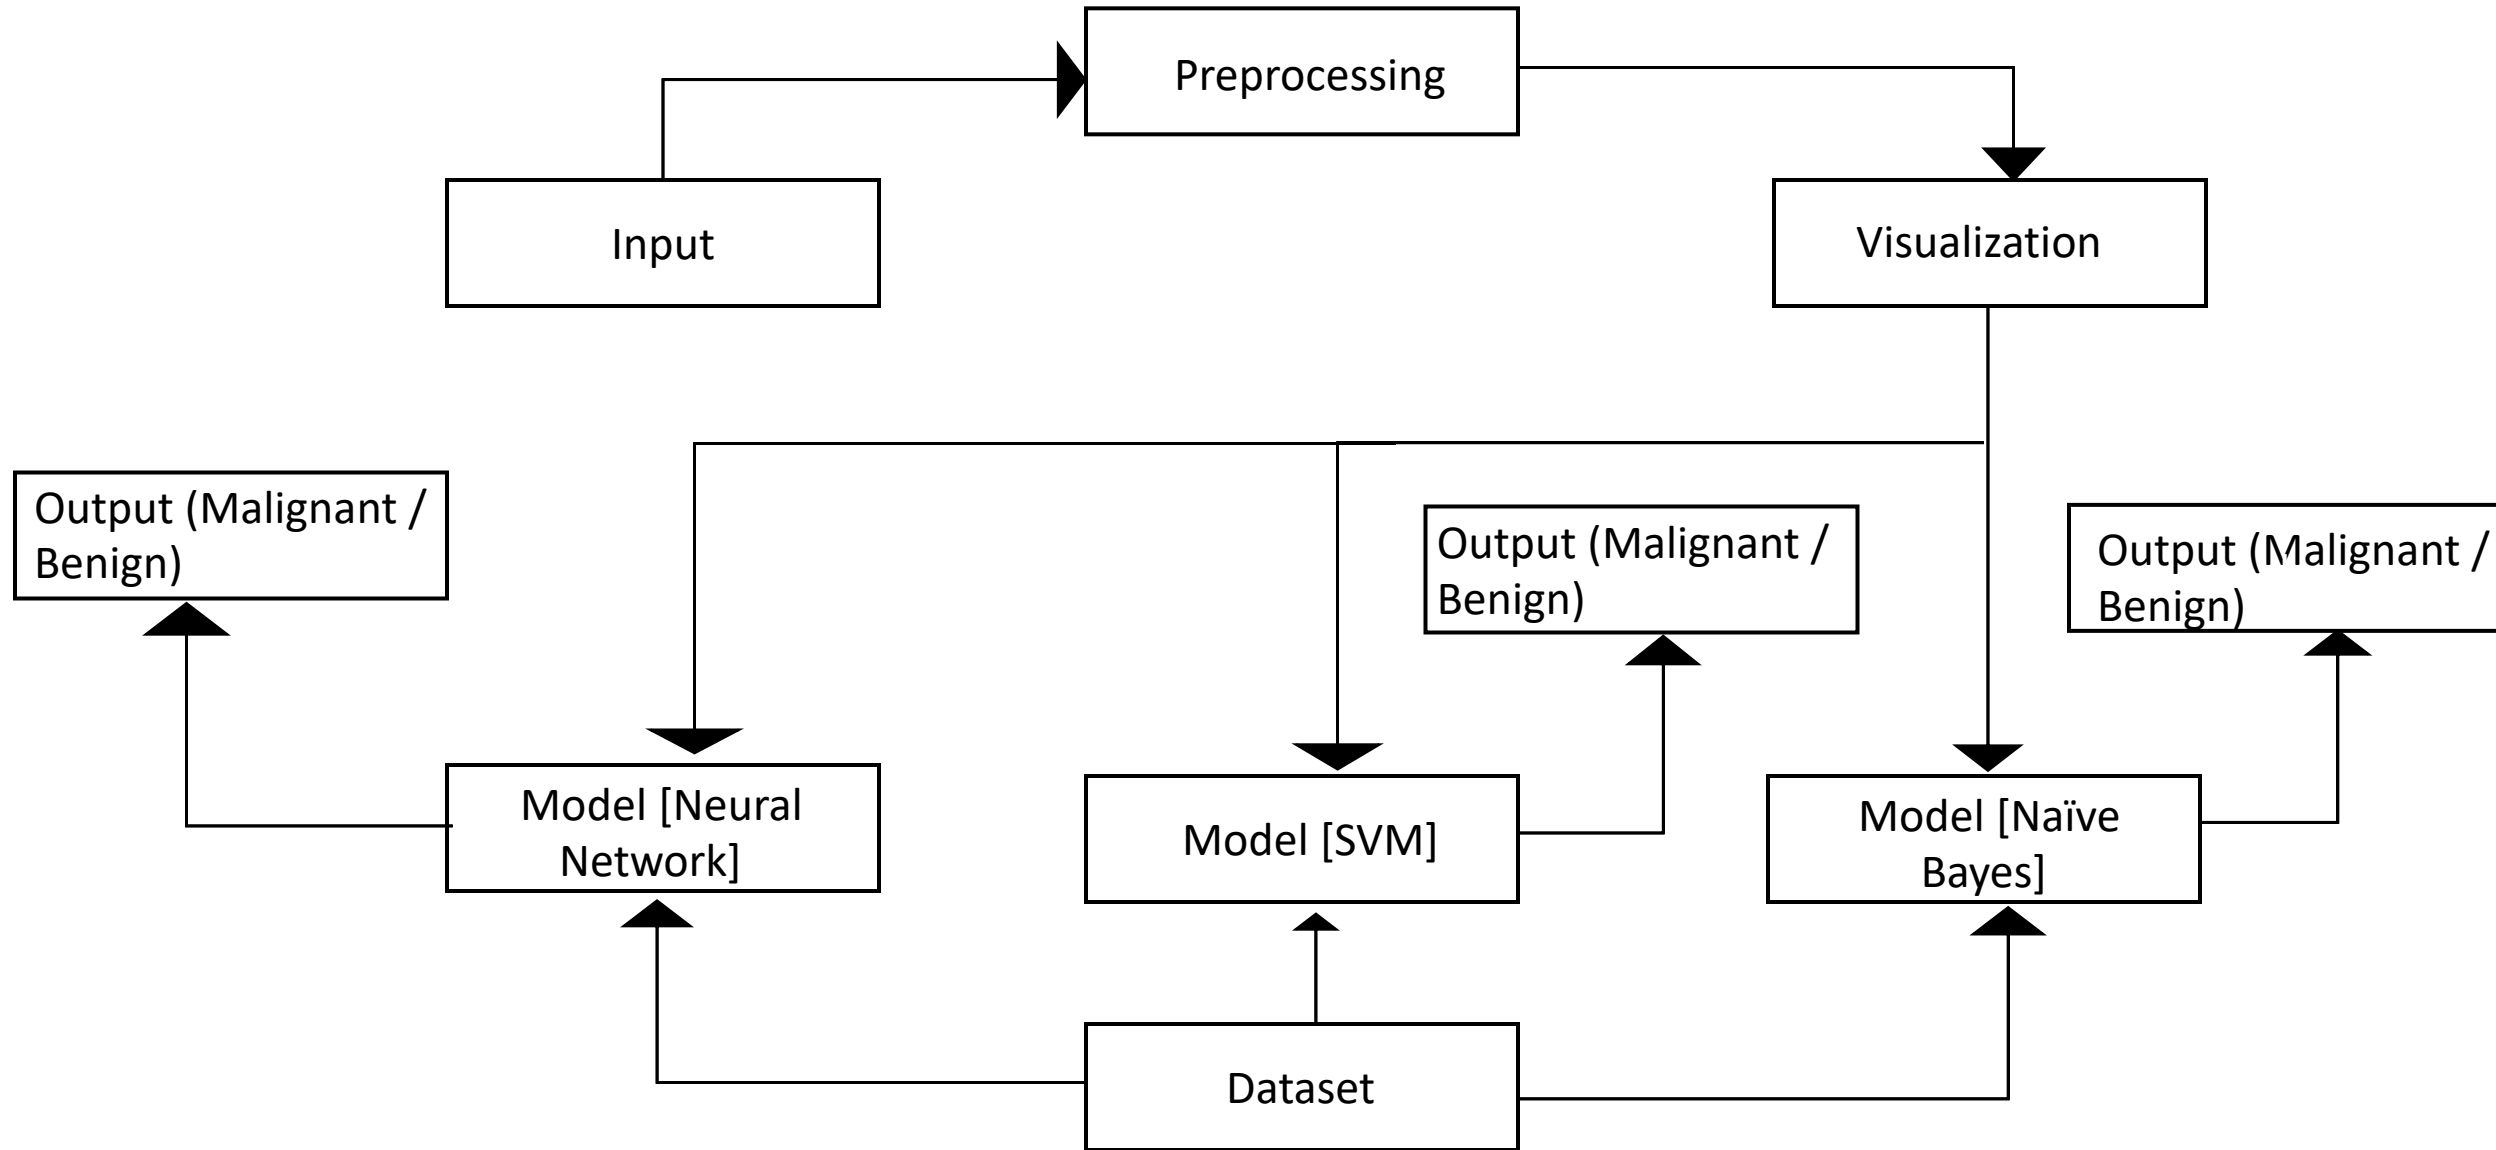 Preprocessing
Input
Visualization
Output (Malignant /
Benign)
Output (Malignant /
Benign)
Output (Malignant /
Benign)
Model [Neural
Network]
Model [SVM]
Model [Naïve
Bayes]
Dataset